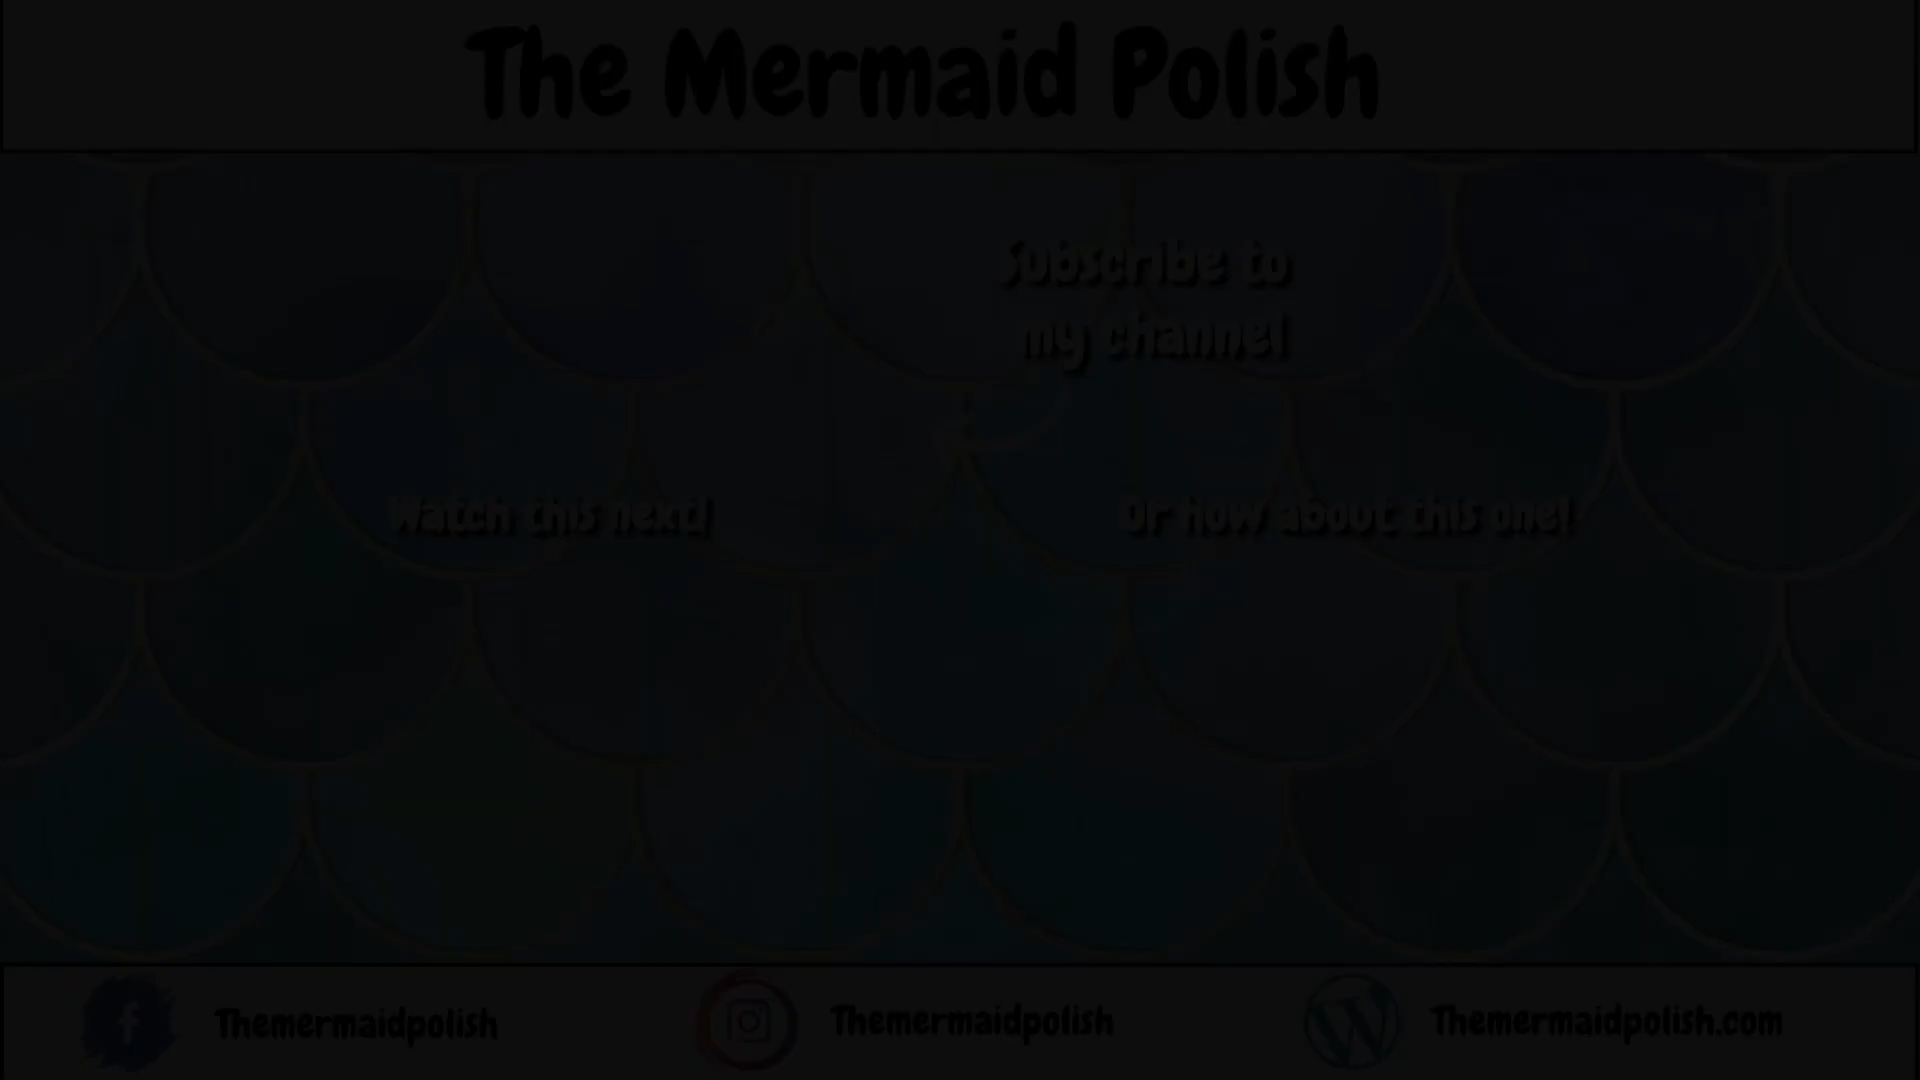 The Mermaid Polish
Subscribe to
my channel
Watch this next!
Or how about this one!
Themermaidpolish
Themermaidpolish
Themermaidpolish.com